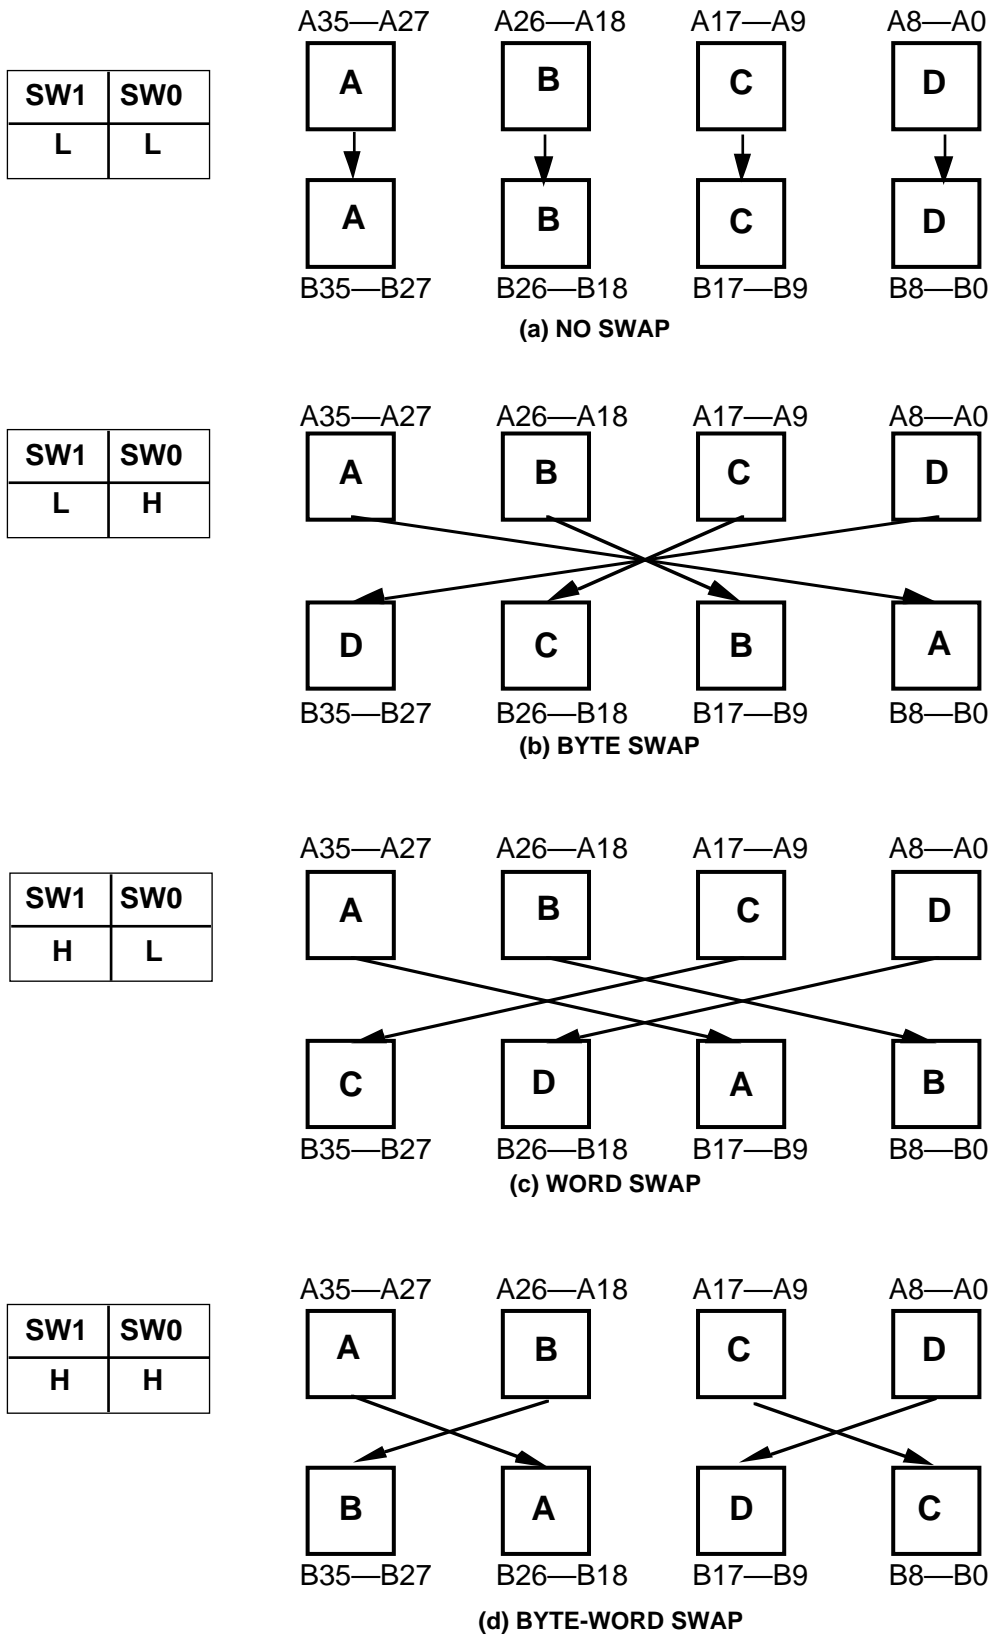 A35—A27 A26—A18 A17—A9 A8—A0
A B C D
SW1 SW0
L L
A B C D
B35—B27 B26—B18 B17—B9 B8—B0
(a) NO SWAP
A35—A27 A26—A18 A17—A9 A8—A0
SW1 SW0
A B C D
L H
D C B A
B35—B27 B26—B18 B17—B9 B8—B0
(b) BYTE SWAP
A35—A27 A26—A18 A17—A9 A8—A0
SW1 SW0
A B C D
H L
C D A B
B35—B27 B26—B18 B17—B9 B8—B0
(c) WORD SWAP
A35—A27 A26—A18 A17—A9 A8—A0
SW1 SW0
A B C D
H H
B A D C
B35—B27 B26—B18 B17—B9 B8—B0
(d) BYTE-WORD SWAP